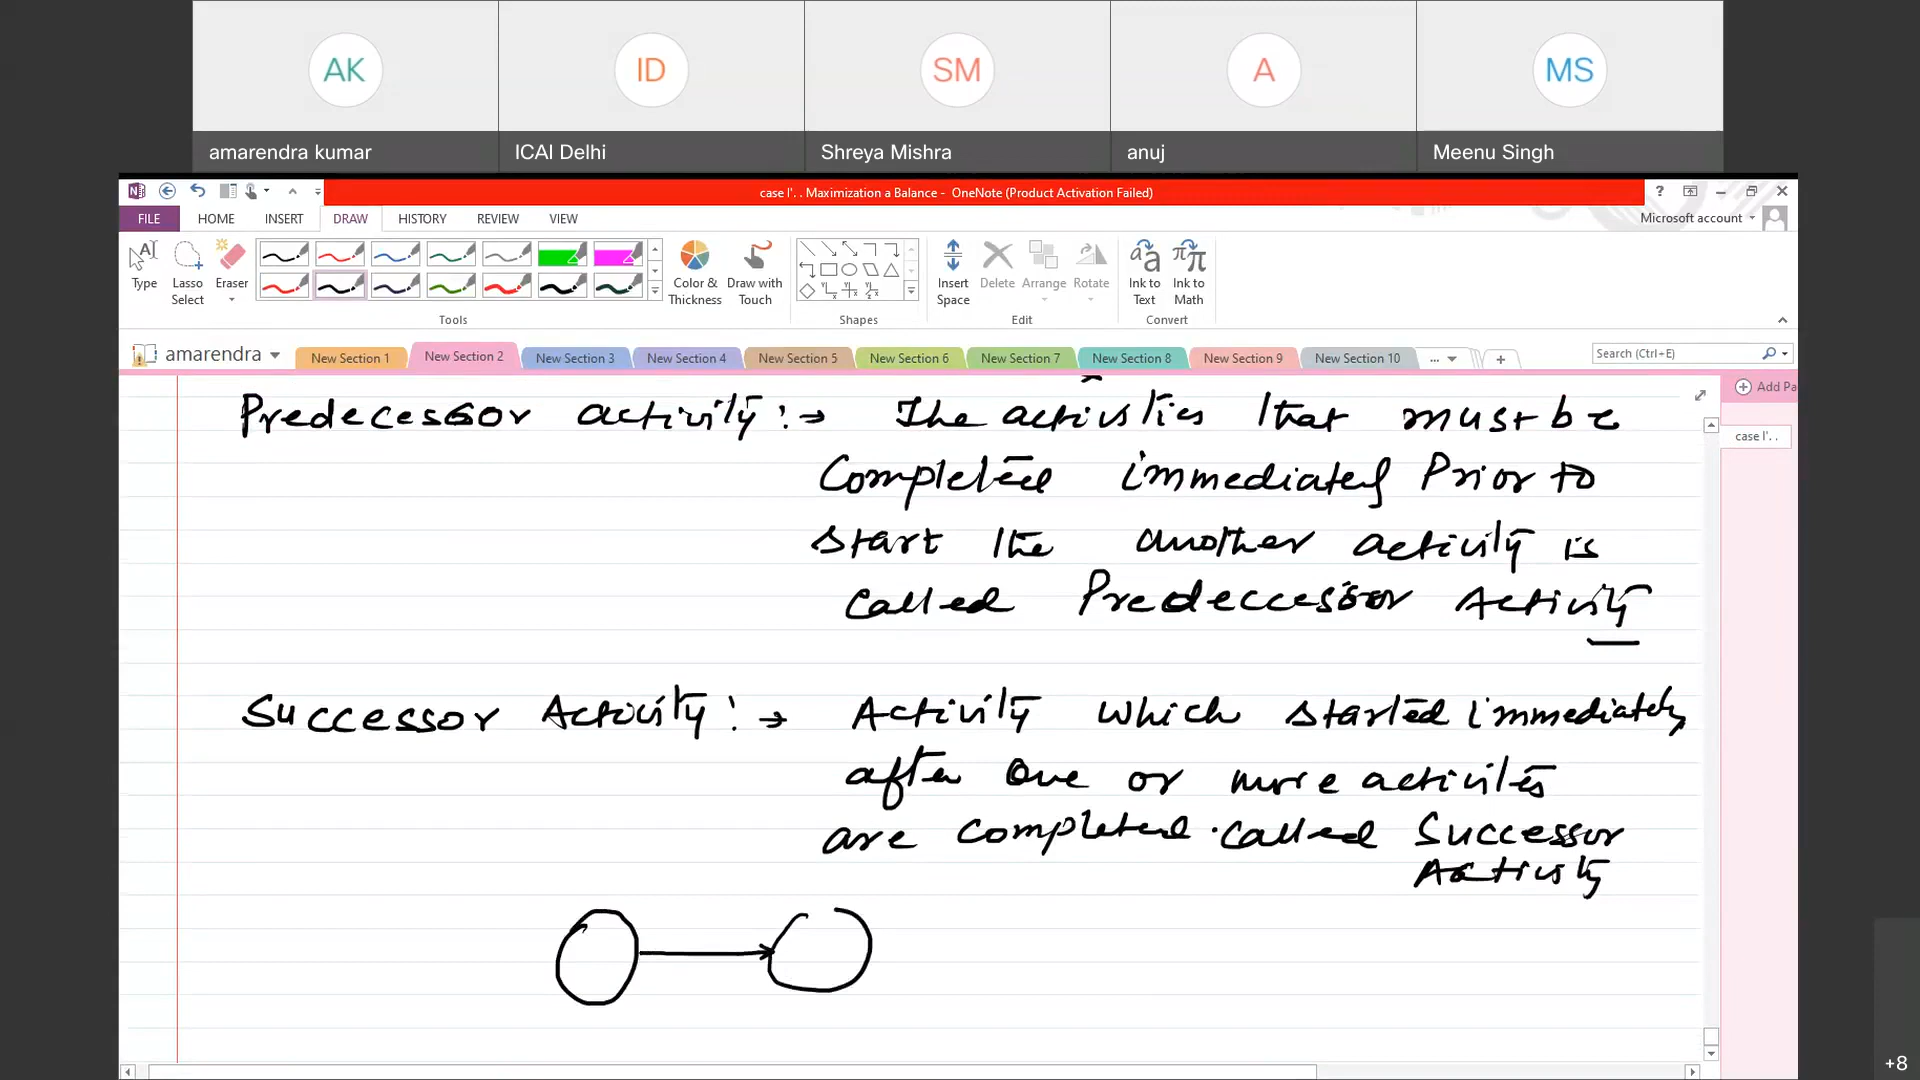 AK
ID
SM
A
MS
amarendra kumar
ICAI Delhi
Shreya Mishra
anuj
Meenu Singh
case I'. . Maximization a Balance - OneNote (Product Activation Failed)
FILE HOME INSERT DRAW HISTORY REVIEW VIEW
Microsoft account
Type
Lasso Select
Eraser
Color & Thickness
Draw with Touch
Insert Space
Delete
Arrange
Rotate
Ink to Text
Ink to Math
Tools
Shapes
Edit
Convert
amarendra
New Section 1
New Section 2
New Section 3
New Section 4
New Section 5
New Section 6
New Section 7
New Section 8
New Section 9
New Section 10
...
Search (Ctrl+E)
Add Pa
case I'. .
Predecessor activity :→ The activities that must be
Completed immediately Prior to
start the another activity is
called Predeccessor Activity
Successor Activity :→ Activity which started immediately
after One or more activites
are completed . called Successor
Activity
+8